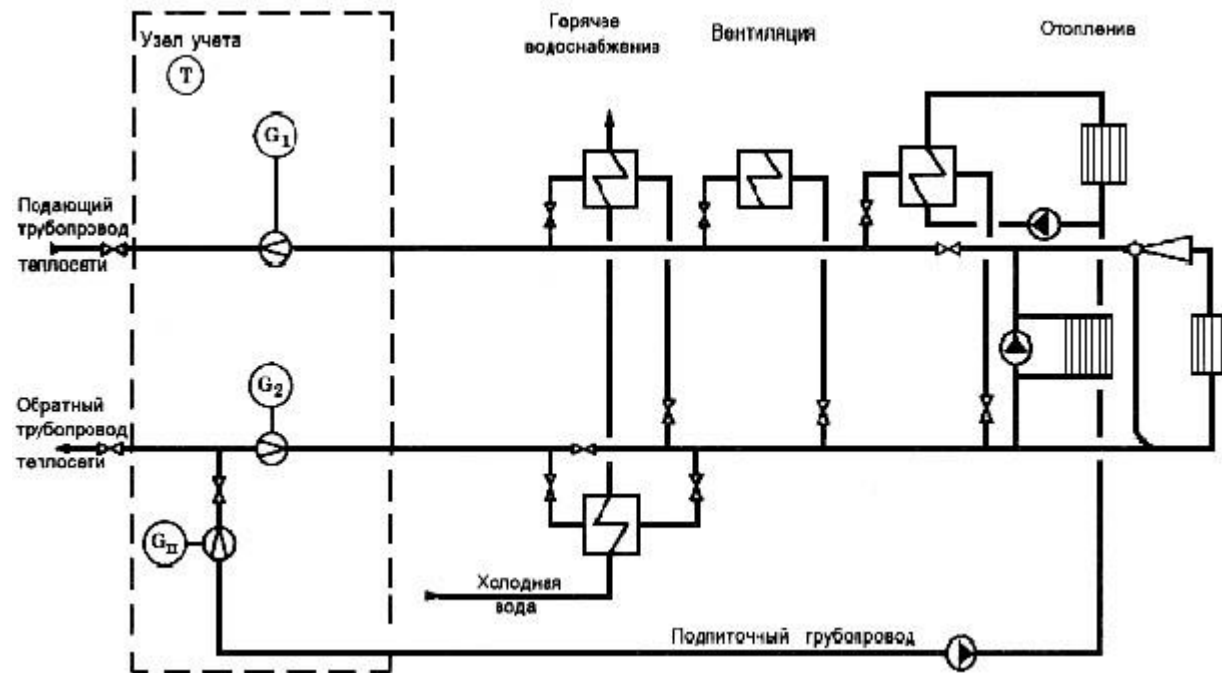 Узел учета
T
G1
Горячее
водоснабжение
Вентиляция
Отопление
Подающий
трубопровод
теплосети
G2
Обратный
трубопровод
теплосети
GП
Холодная
вода
Подпиточный трубопровод